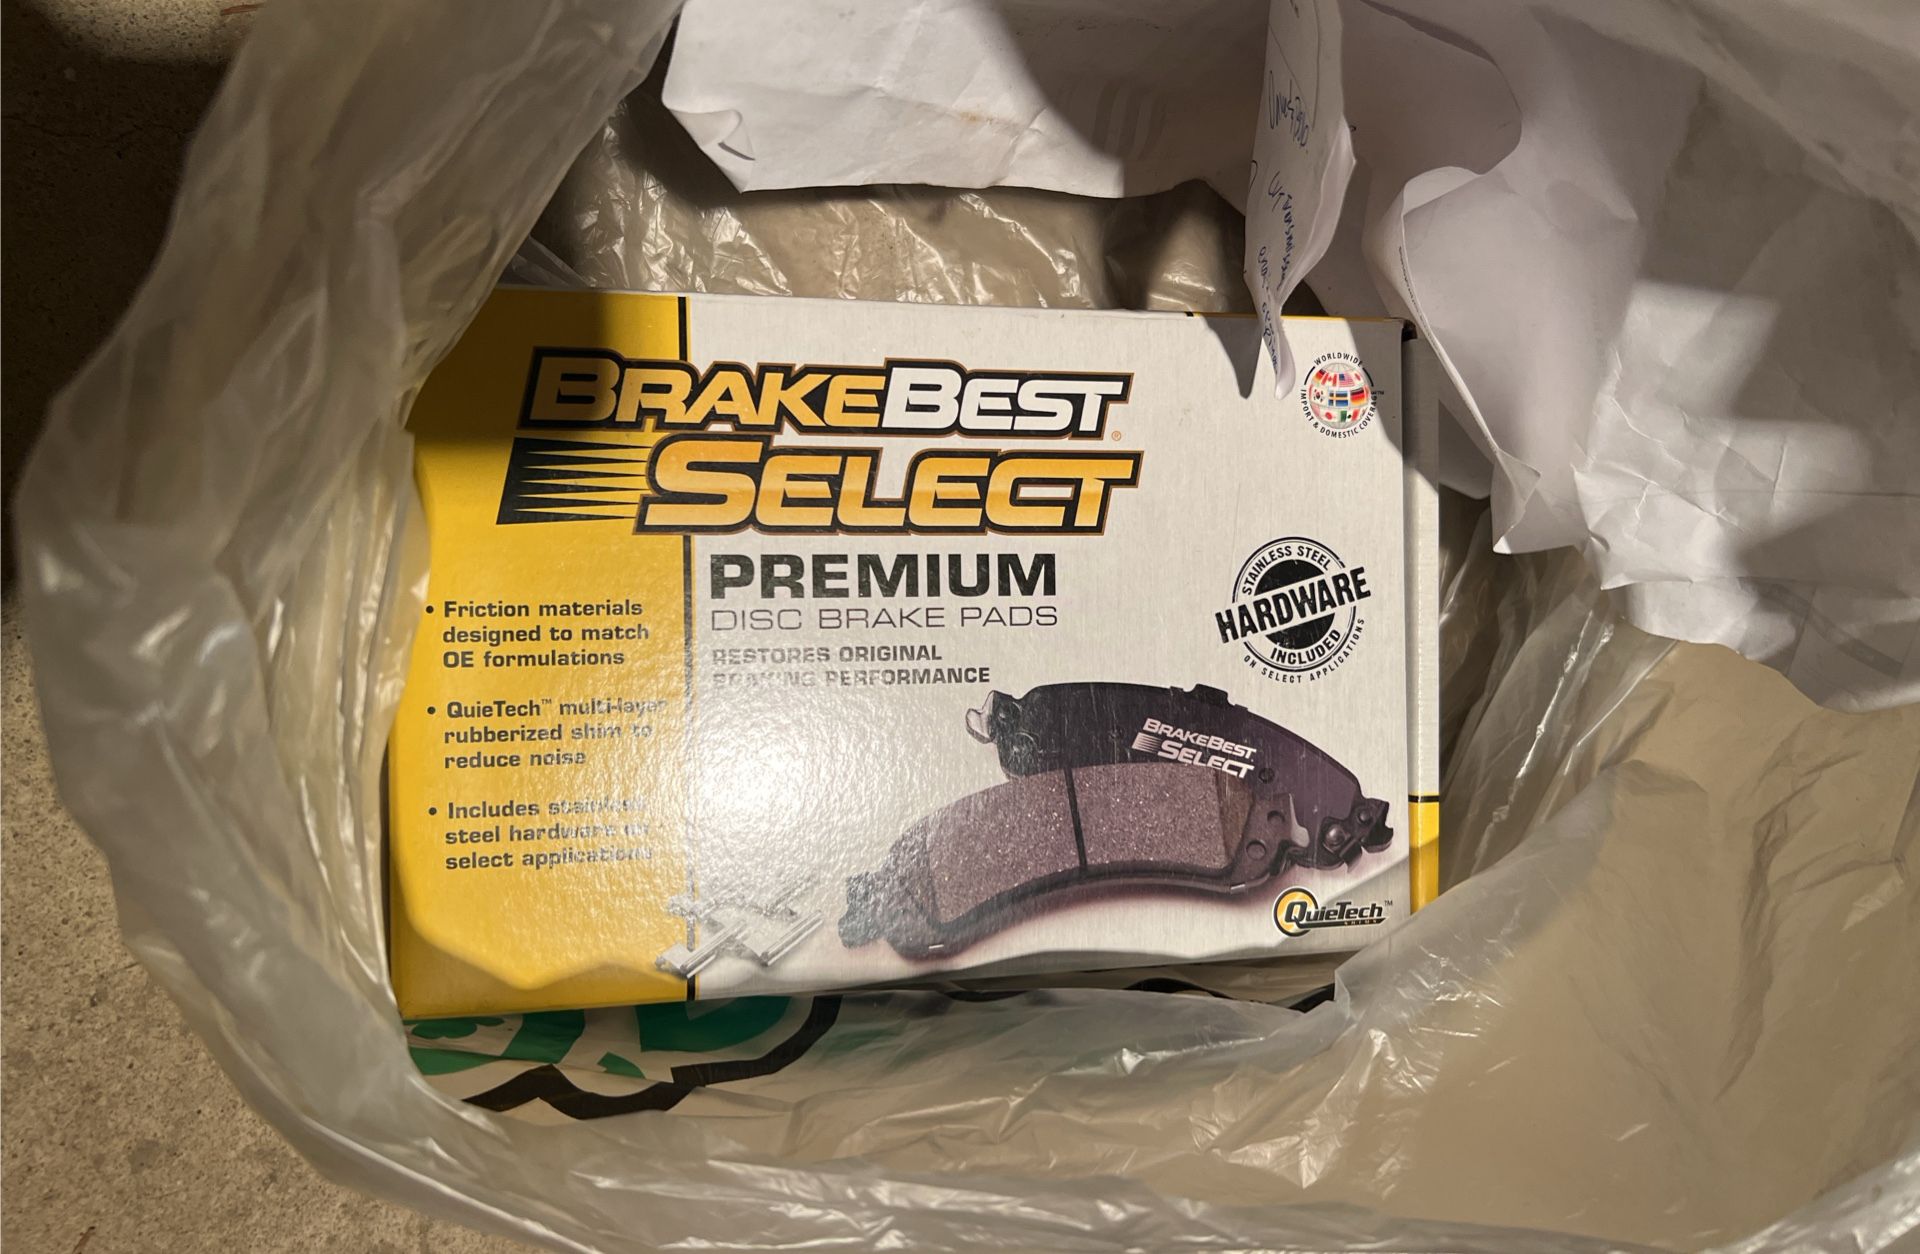 BRAKEBEST®
SELECT
PREMIUM
DISC BRAKE PADS
RESTORES ORIGINAL
BRAKING PERFORMANCE
• Friction materials
designed to match
OE formulations
• QuieTech™ multi-layer
rubberized shim to
reduce noise
• Includes stainless
steel hardware on
select applications
WORLDWIDE
IMPORT & DOMESTIC COVERAGE™
STAINLESS STEEL
HARDWARE
INCLUDED
ON SELECT APPLICATIONS
BRAKEBEST
SELECT
QuieTech™